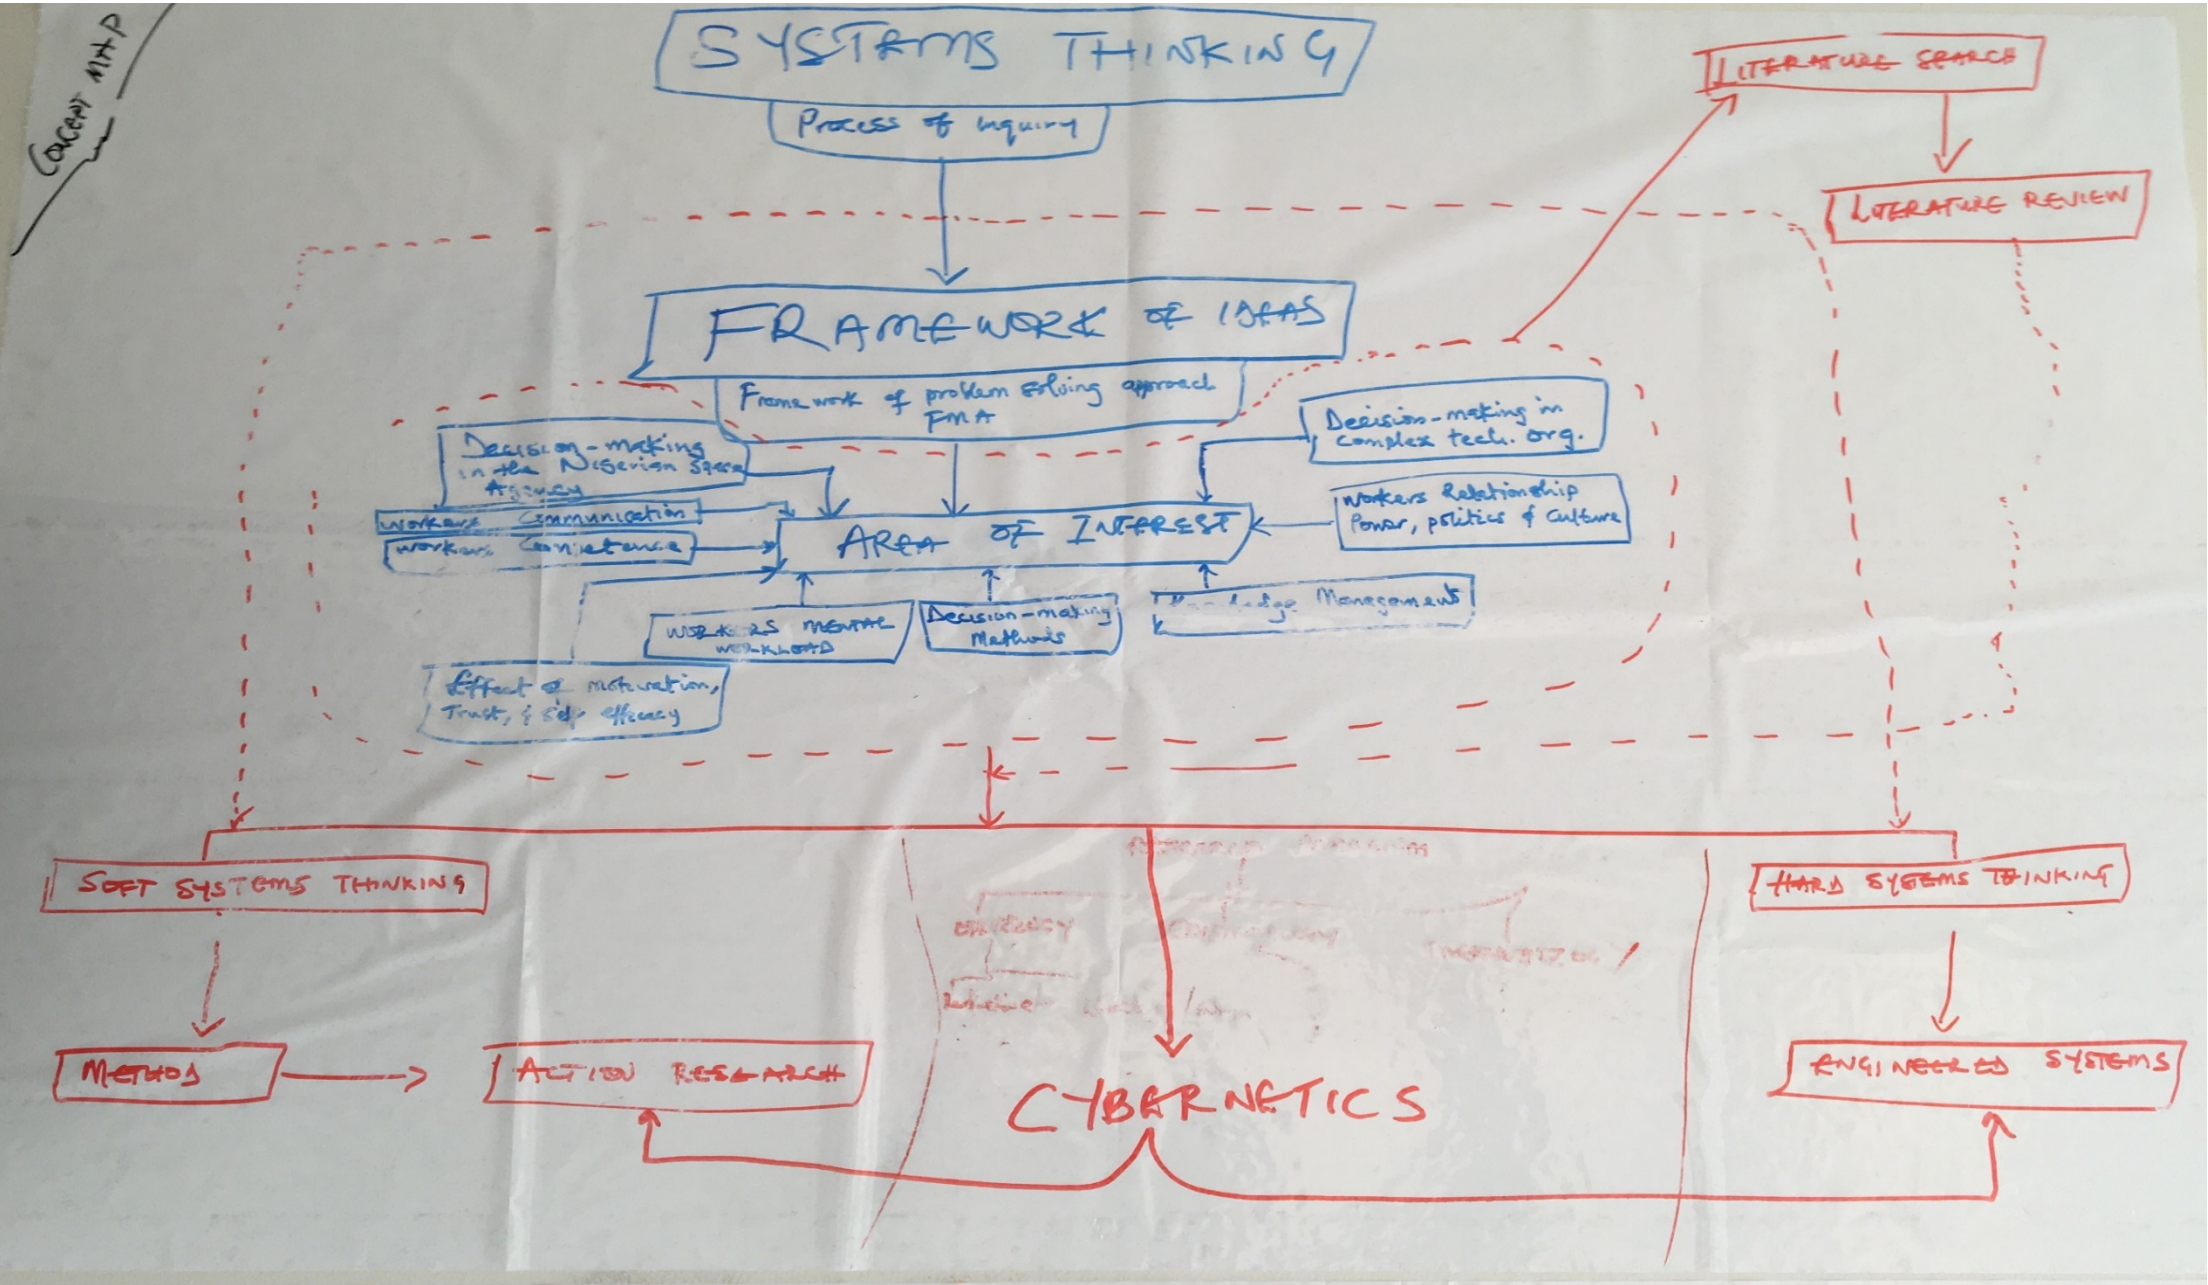 CONCEPT MAP
SYSTEMS THINKING
Process of inquiry
LITERATURE SEARCH
LITERATURE REVIEW
FRAMEWORK OF IDEAS
Framework of problem solving approach
FMA
Decision-making
in the Nigerian Space
Agency
Decision-making in
complex tech. org.
Workers Communication
Workers Relationship
Power, politics & Culture
Workers
AREA OF INTEREST
WORKERS MENTAL
WORKLOAD
Decision-making
Methods
Knowledge Management
Effect of motivation,
Trust, & self efficacy
SOFT SYSTEMS THINKING
HARD SYSTEMS THINKING
METHOD
ACTION RESEARCH
CYBERNETICS
ENGINEERED SYSTEMS